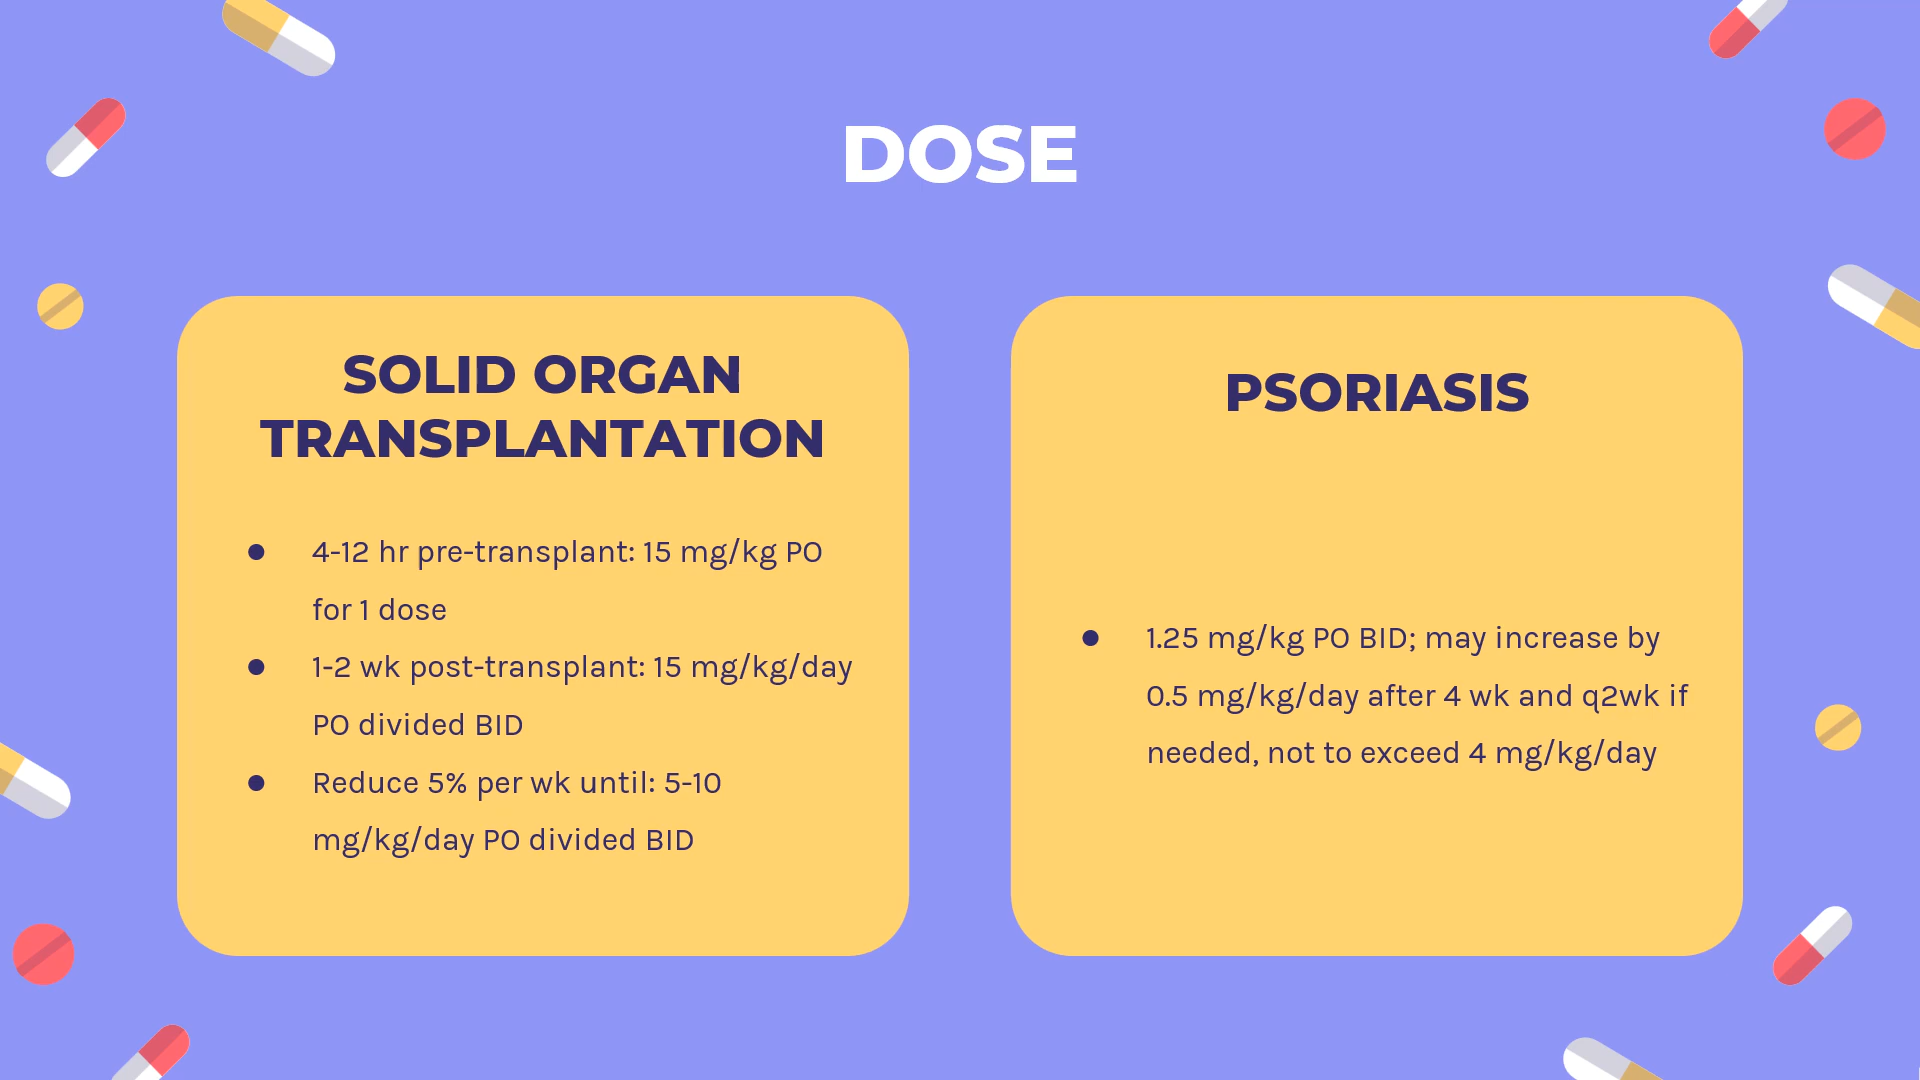 DOSE
SOLID ORGAN
TRANSPLANTATION
● 4-12 hr pre-transplant: 15 mg/kg PO
for 1 dose
● 1-2 wk post-transplant: 15 mg/kg/day
PO divided BID
● Reduce 5% per wk until: 5-10
mg/kg/day PO divided BID
PSORIASIS
● 1.25 mg/kg PO BID; may increase by
0.5 mg/kg/day after 4 wk and q2wk if
needed, not to exceed 4 mg/kg/day